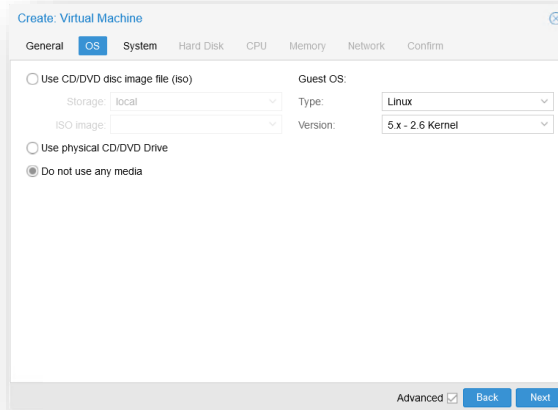 Create: Virtual Machine
General OS System Hard Disk CPU Memory Network Confirm
Use CD/DVD disc image file (iso) Guest OS:
Storage: local Type: Linux
ISO image: Version: 5.x - 2.6 Kernel
Use physical CD/DVD Drive
Do not use any media
Advanced Back Next